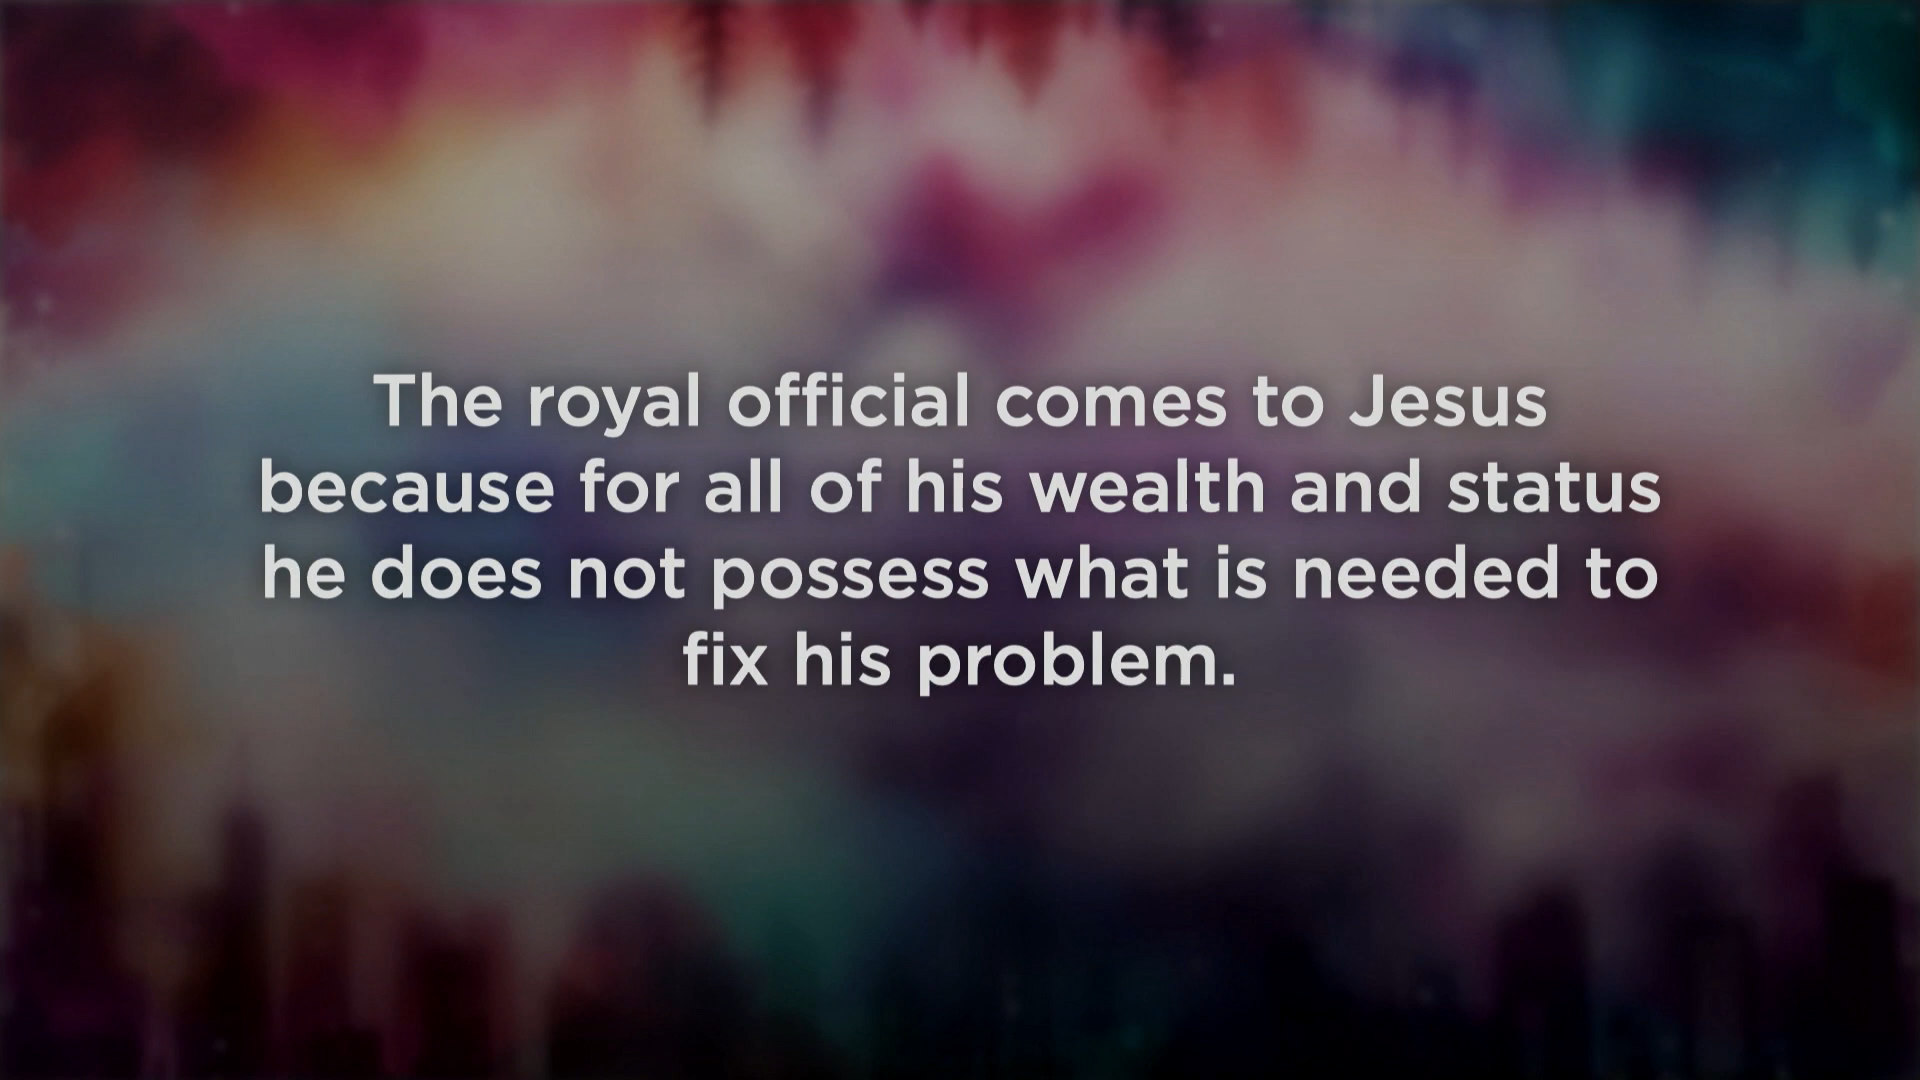 The royal official comes to Jesus
because for all of his wealth and status
he does not possess what is needed to
fix his problem.